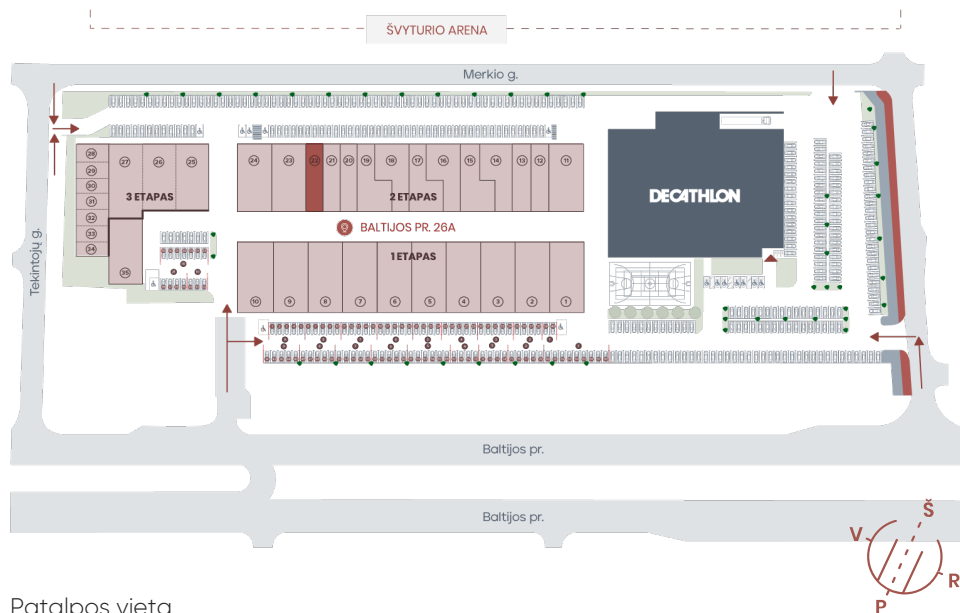 ŠVYTURIO ARENA
Merkio g.
28
29
30
31
32
33
34
27
26
25
3 ETAPAS
35
24
23
22
21
20
19
18
17
16
15
14
13
12
11
2 ETAPAS
BALTIJOS PR. 26A
1 ETAPAS
10
9
8
7
6
5
4
3
2
1
DECATHLON
Tekintojų g.
Baltijos pr.
Baltijos pr.
Š
V
R
P
Patalpos vieta